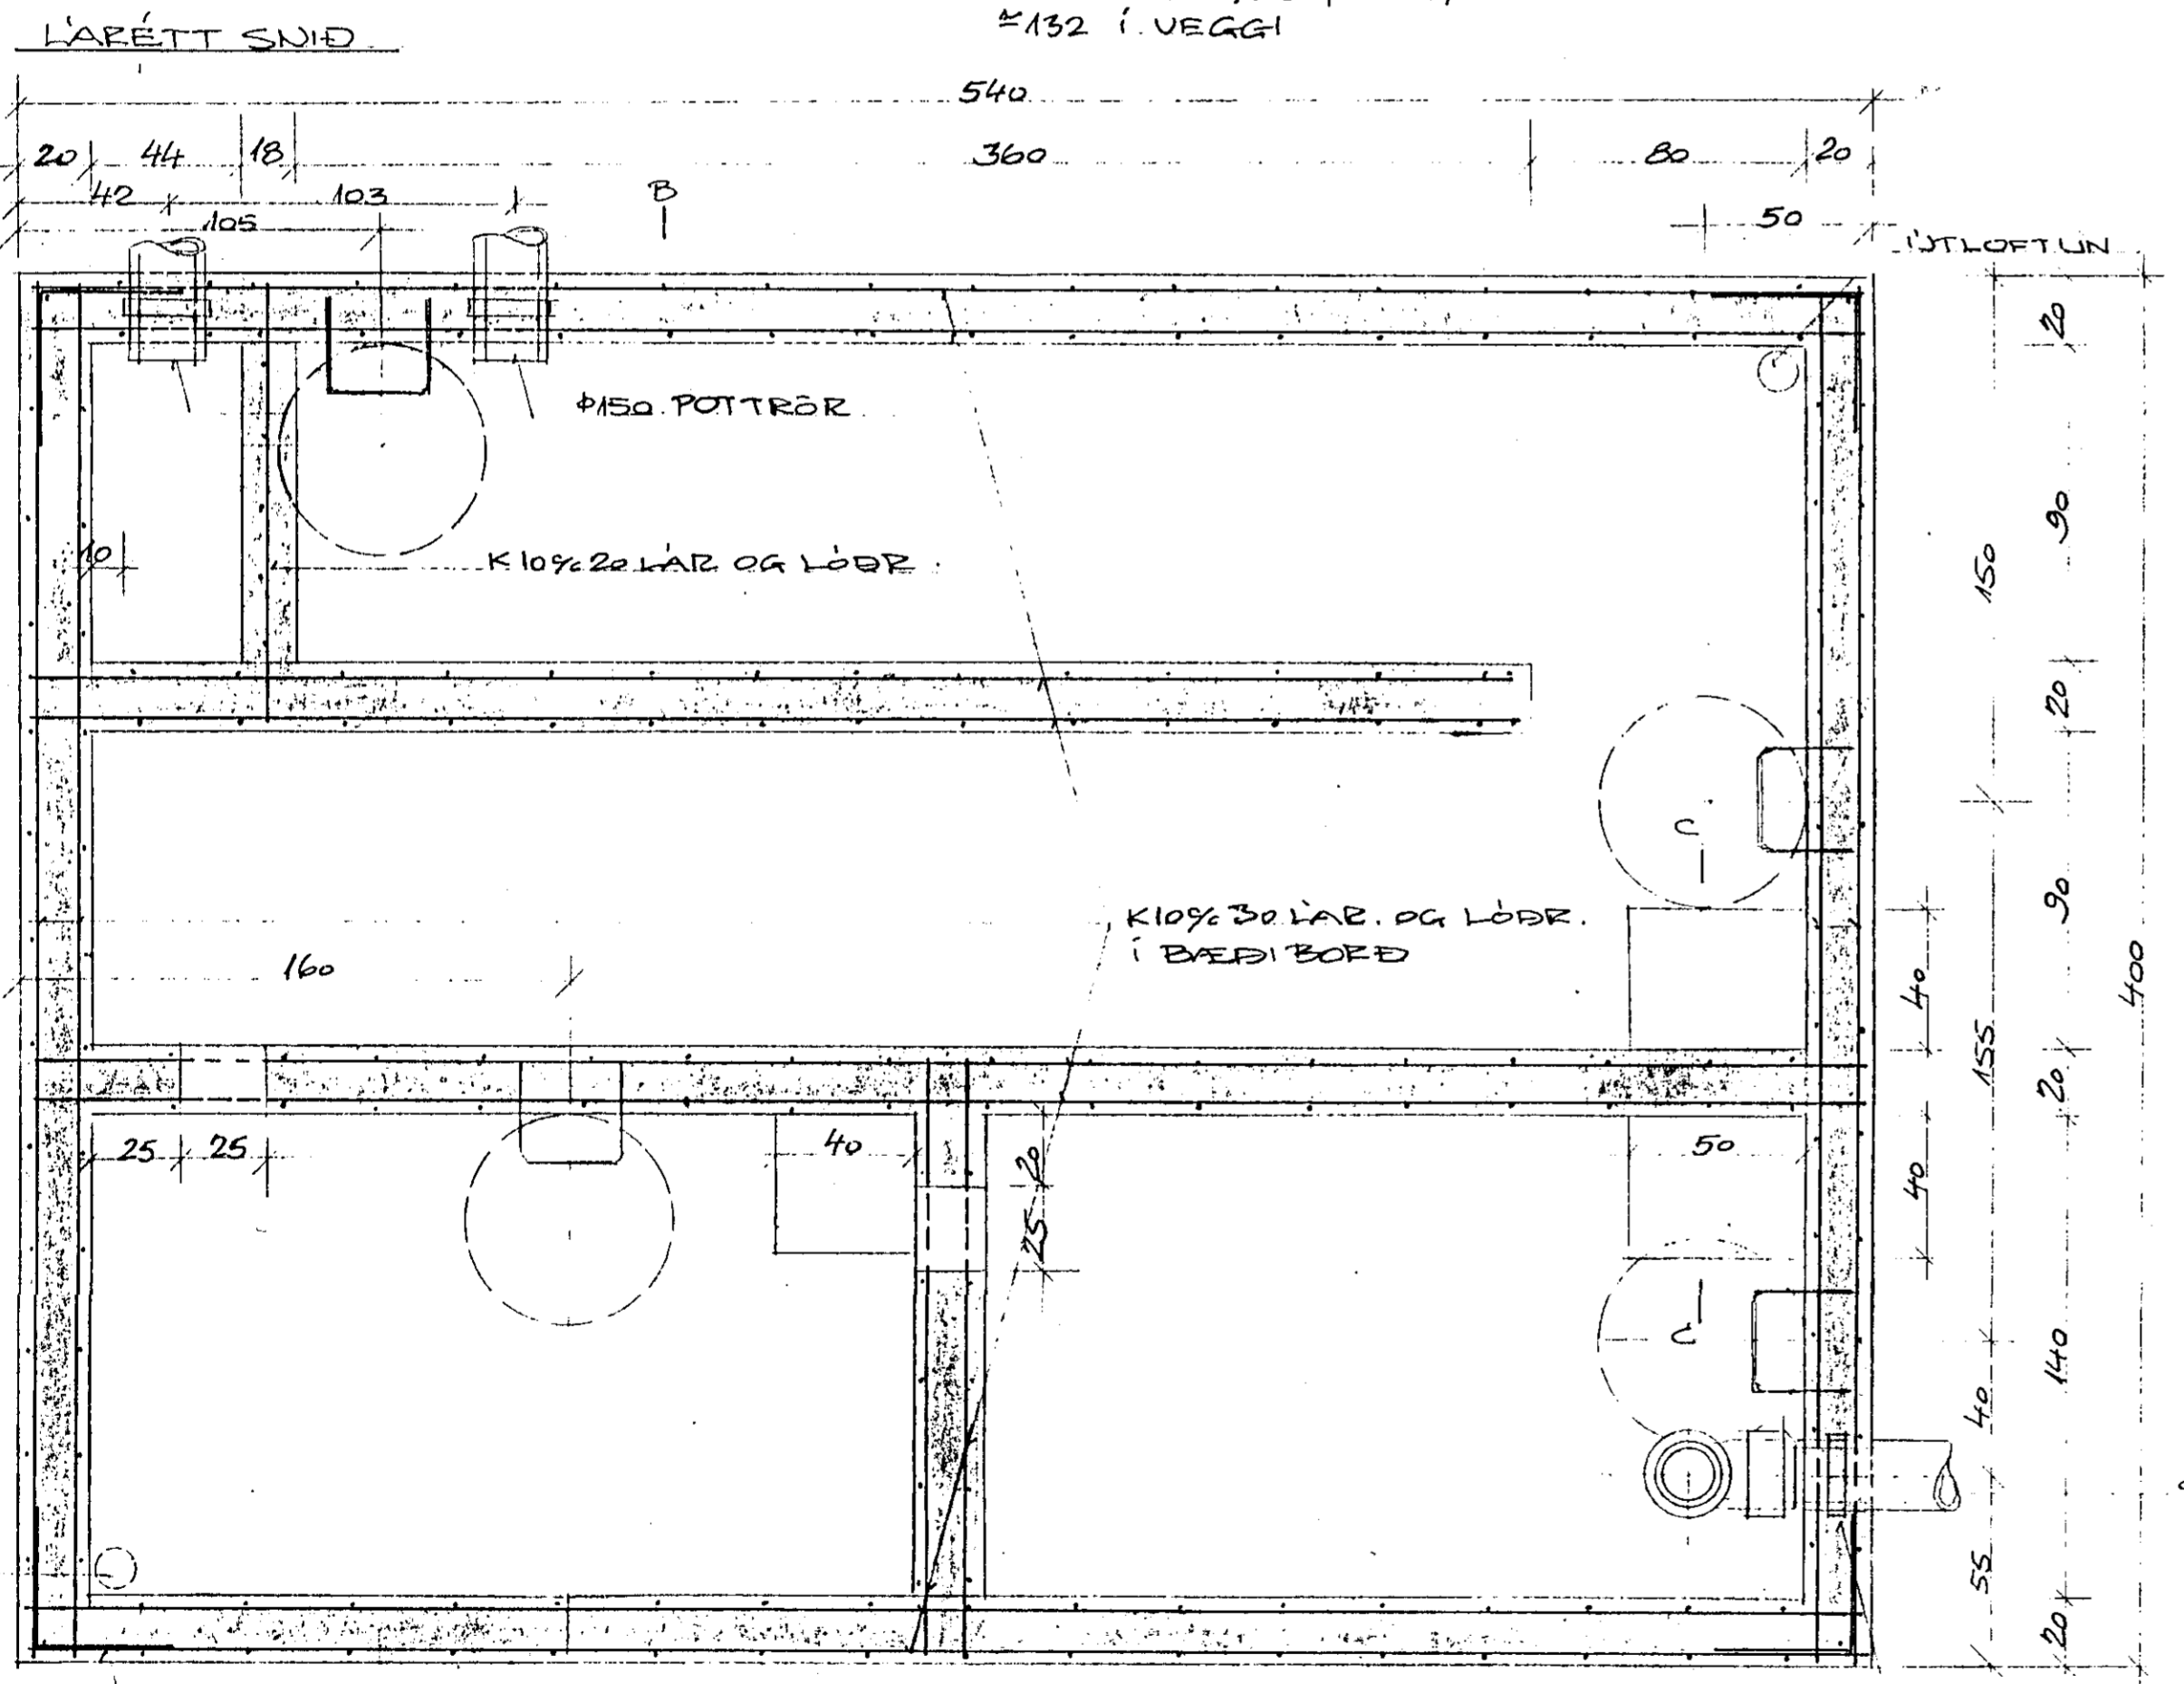 LÁRÉTT SNIÐ
≃132 Í VEGGI
540
20 44 18 360 80 20
42 103 B
105 50
ÚTLOFTUN
20
Φ150 POTTRÖR
90
150
10
K10%20 LÁR OG LÓÐR.
20
C
90
K10%30 LÁR. OG LÓÐR.
Í BÆÐI BORÐ
160
40
400
155
20
25 25 40 20 50
40
25
C
140
40
55
20